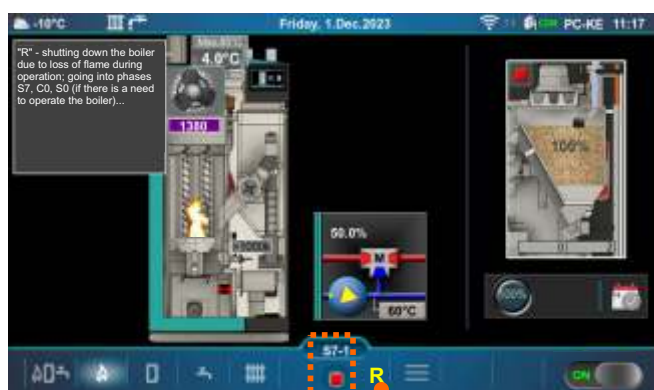 -10°C
Friday, 1.Dec.2023
PC-KE 11:17
"R" - shutting down the boiler
due to loss of flame during
operation; going into phases
S7, C0, S0 (if there is a need
to operate the boiler)...
4.0°C
1380
100%
50.0%
M
60°C
100%
S7-1
R
ON